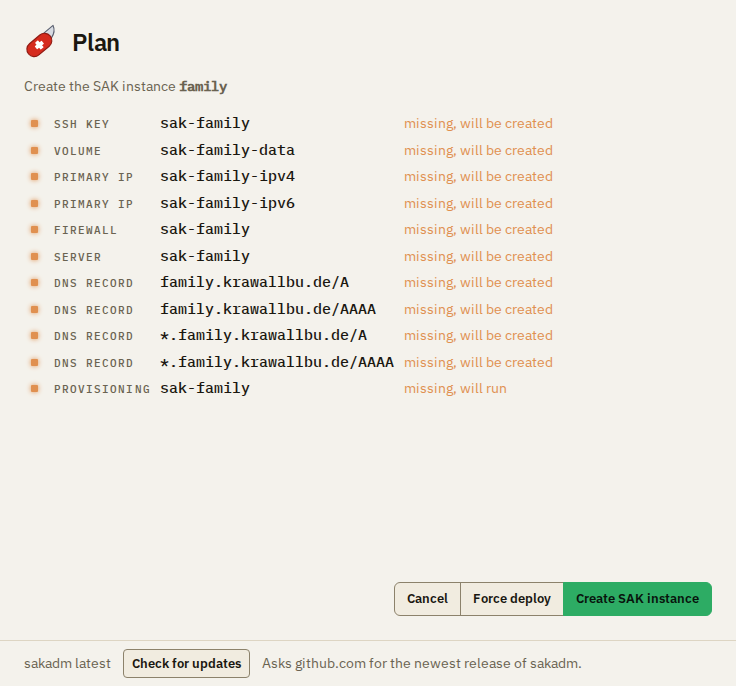 Plan
Create the SAK instance family
SSH KEY sak-family missing, will be created
VOLUME sak-family-data missing, will be created
PRIMARY IP sak-family-ipv4 missing, will be created
PRIMARY IP sak-family-ipv6 missing, will be created
FIREWALL sak-family missing, will be created
SERVER sak-family missing, will be created
DNS RECORD family.krawallbu.de/A missing, will be created
DNS RECORD family.krawallbu.de/AAAA missing, will be created
DNS RECORD *.family.krawallbu.de/A missing, will be created
DNS RECORD *.family.krawallbu.de/AAAA missing, will be created
PROVISIONING sak-family missing, will run
Cancel Force deploy Create SAK instance
sakadm latest Check for updates Asks github.com for the newest release of sakadm.